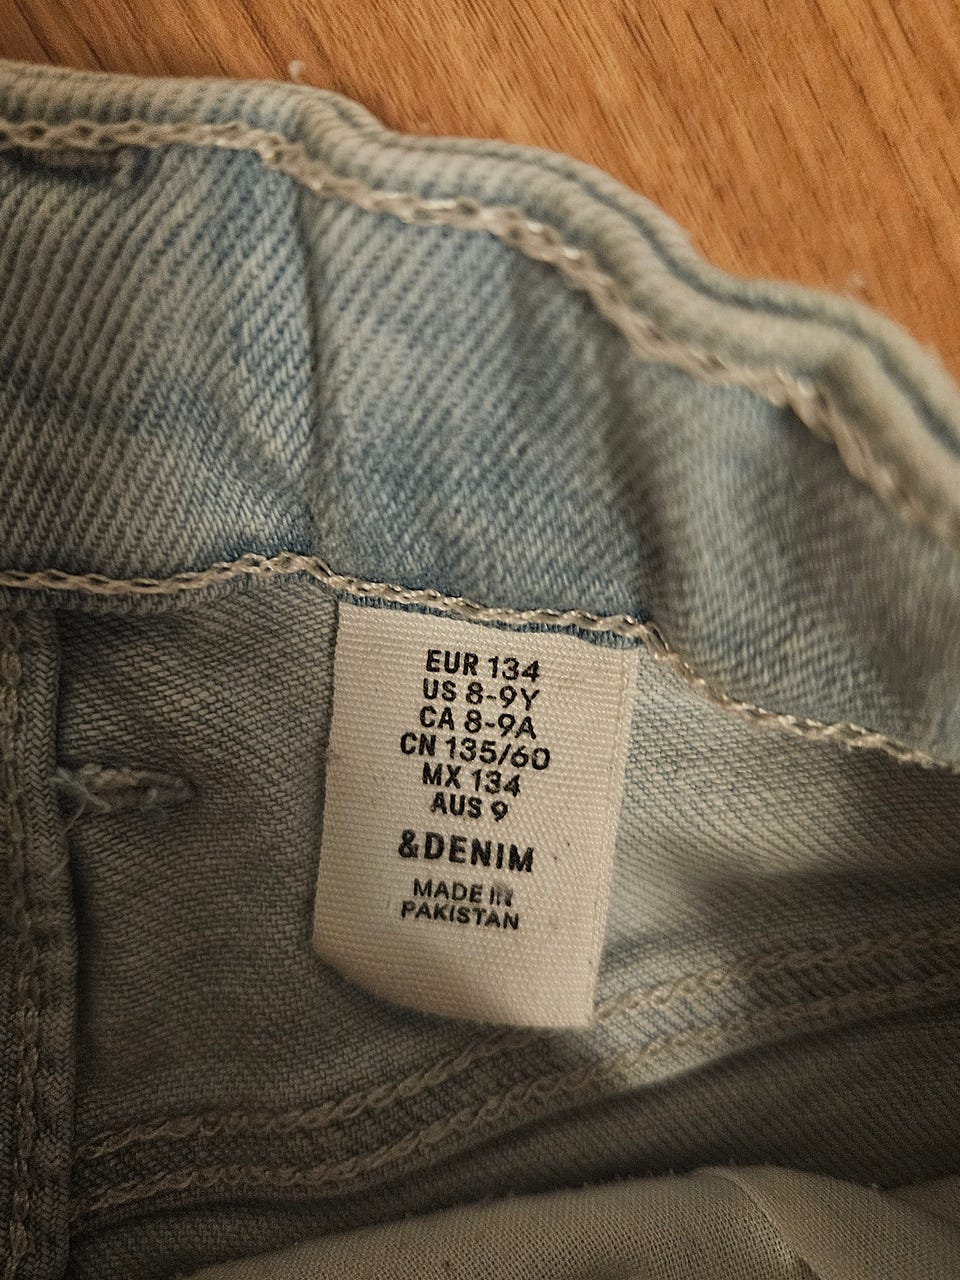 EUR 134
US 8-9Y
CA 8-9A
CN 135/60
MX 134
AUS 9
&DENIM
MADE IN
PAKISTAN